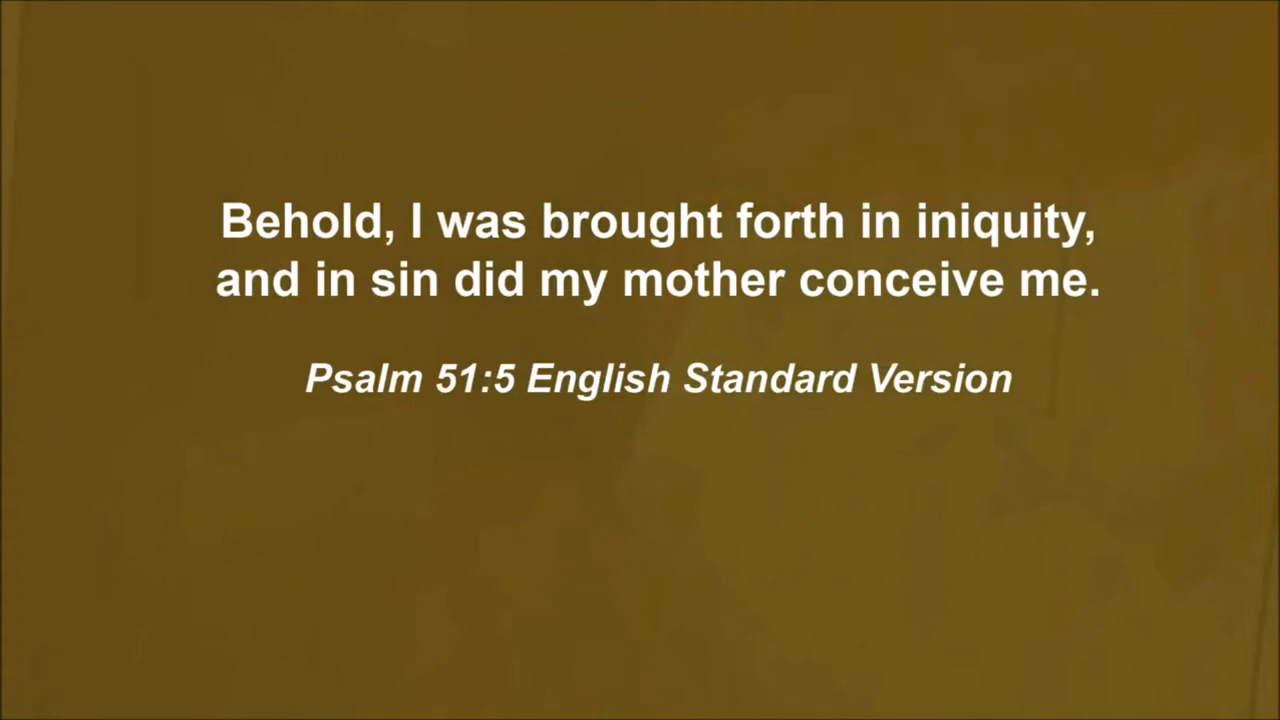 Behold, I was brought forth in iniquity,
and in sin did my mother conceive me.
Psalm 51:5 English Standard Version